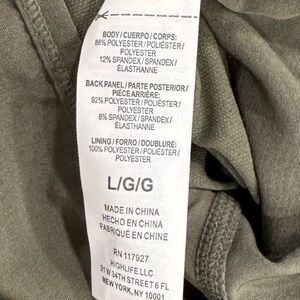 BODY / CUERPO / CORPS:
88% POLYESTER / POLIÉSTER /
POLYESTER
12% SPANDEX / SPANDEX /
ÉLASTHANNE
BACK PANEL / PARTE POSTERIOR /
PIÈCE ARRIÈRE:
92% POLYESTER / POLIÉSTER /
POLYESTER
8% SPANDEX / SPANDEX /
ÉLASTHANNE
LINING / FORRO / DOUBLURE:
100% POLYESTER / POLIÉSTER /
POLYESTER
L/G/G
MADE IN CHINA
HECHO EN CHINA
FABRIQUÉ EN CHINE
RN 117927
HIGHLIFE LLC
31 W 34TH STREET 6 FL
NEW YORK, NY 10001